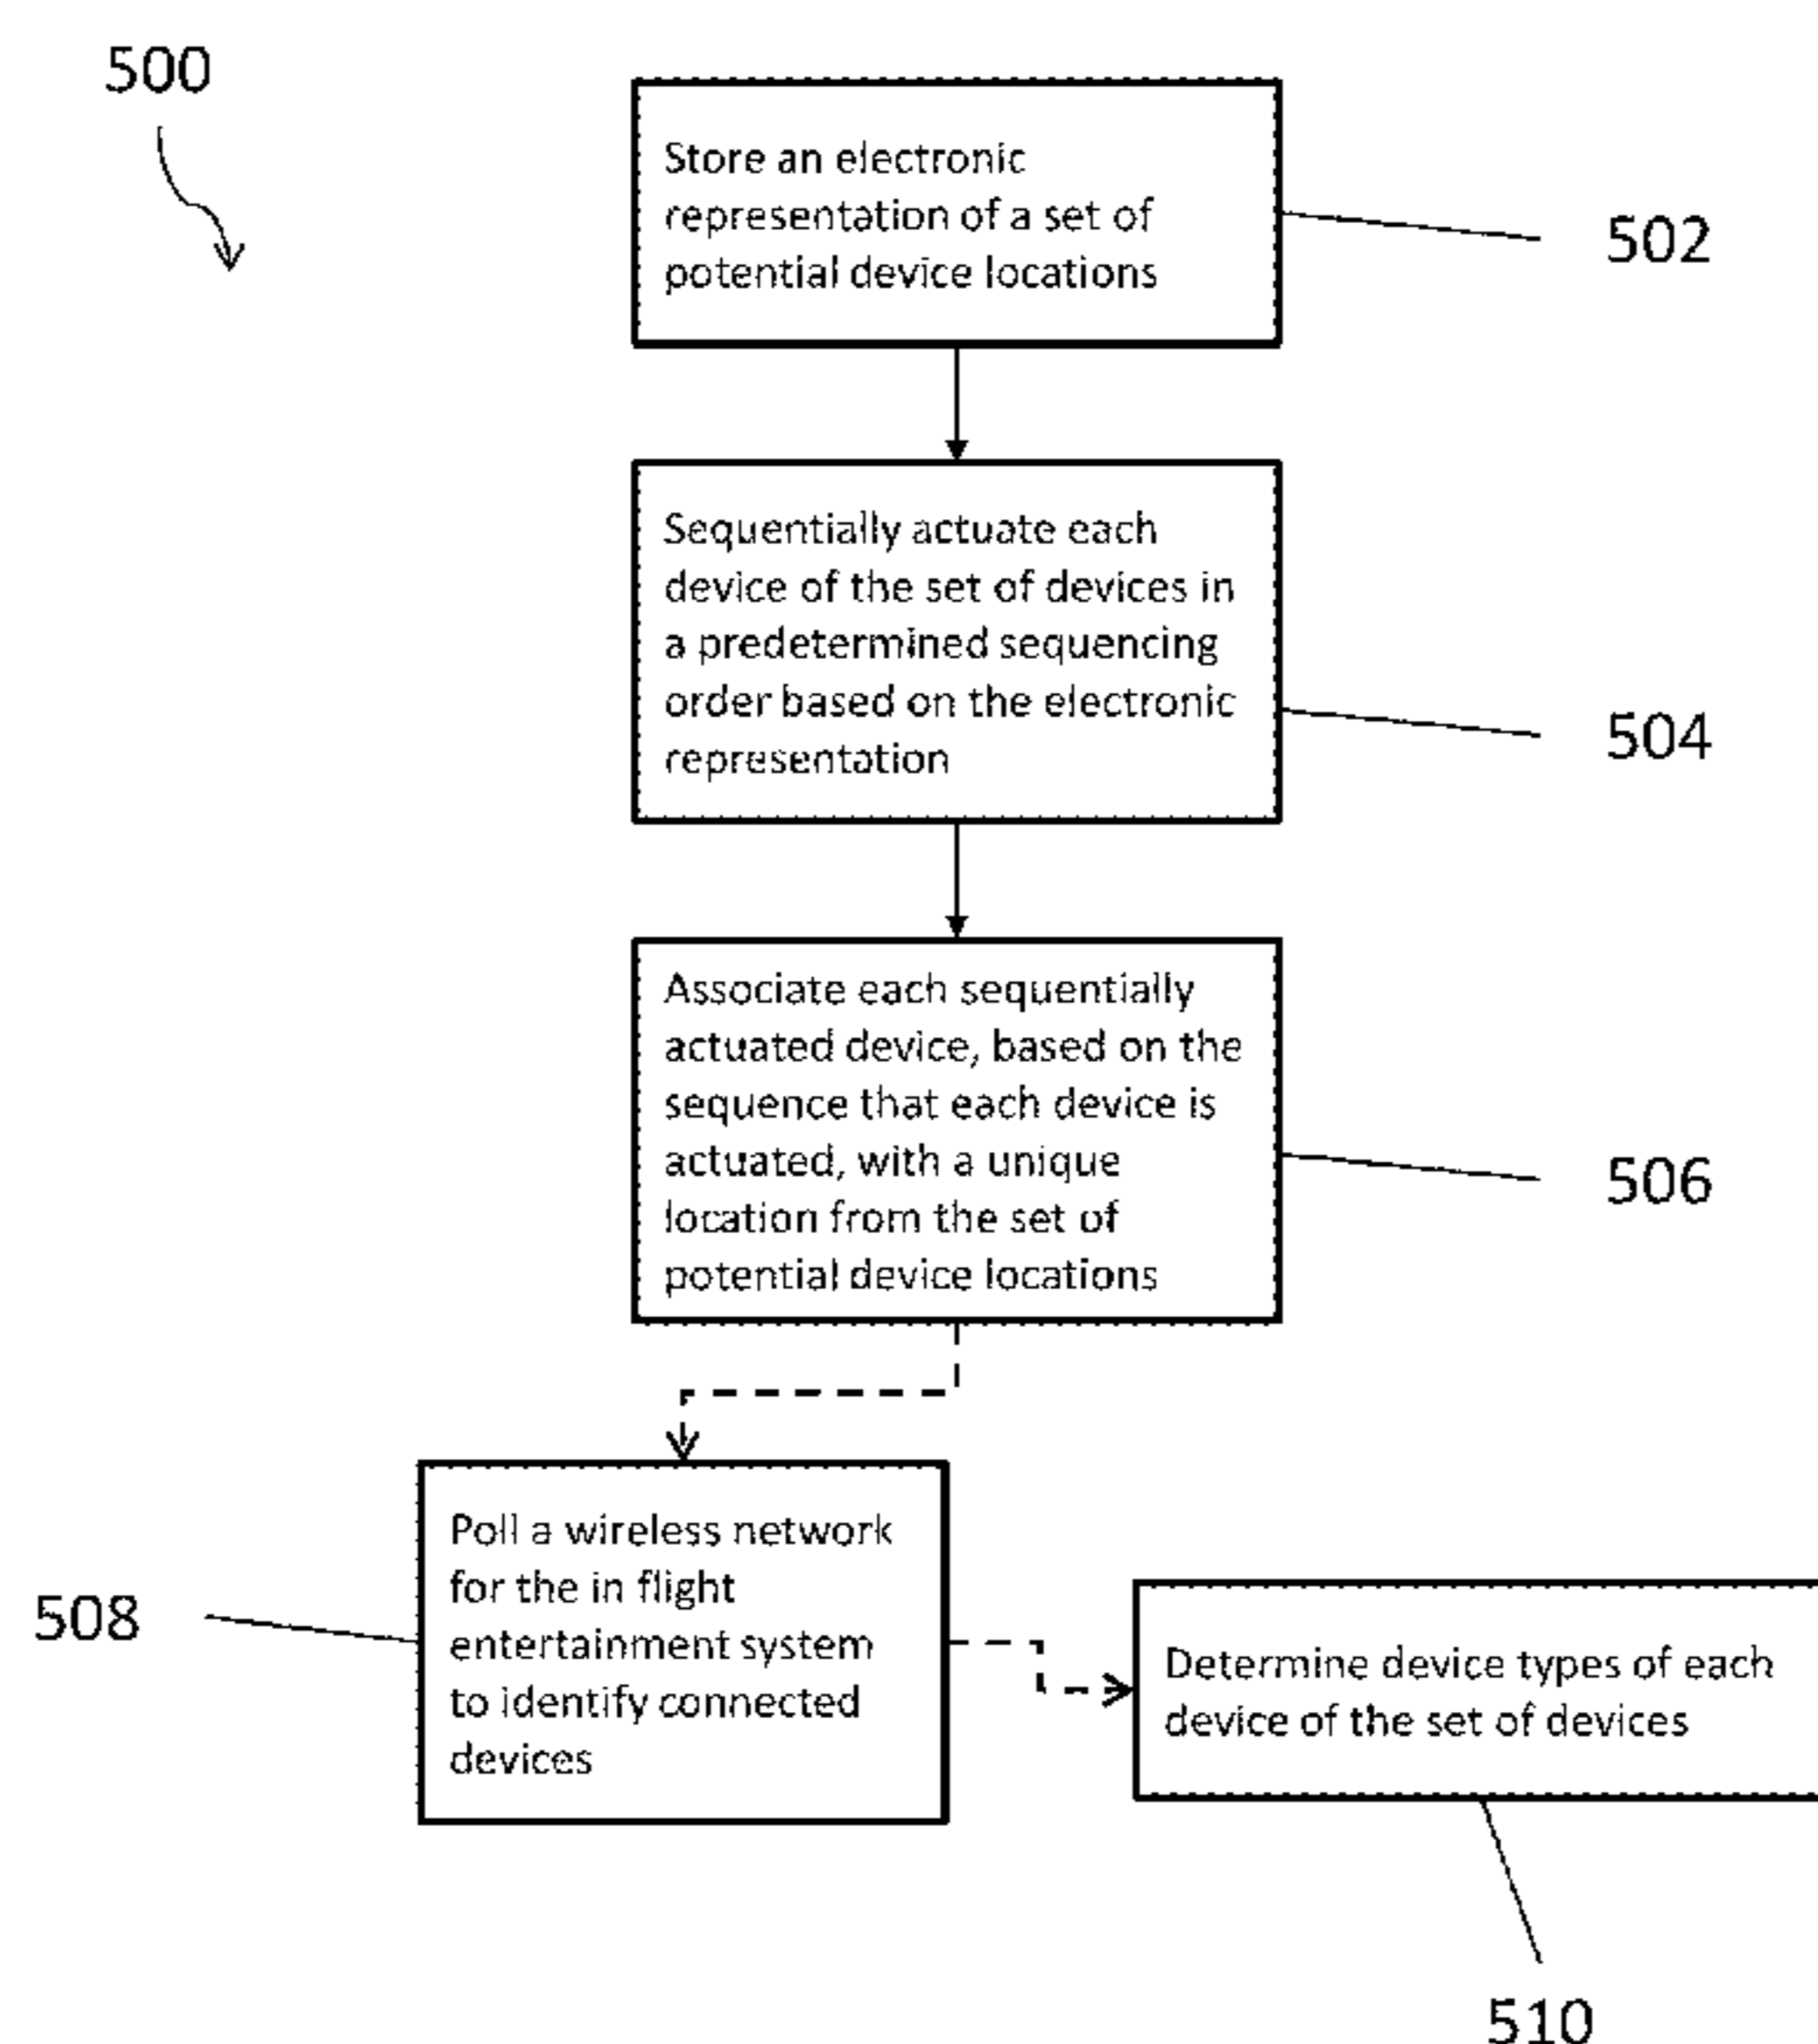 500
Store an electronic
representation of a set of
potential device locations
502
Sequentially actuate each
device of the set of devices in
a predetermined sequencing
order based on the electronic
representation
504
Associate each sequentially
actuated device, based on the
sequence that each device is
actuated, with a unique
location from the set of
potential device locations
506
508
Poll a wireless network
for the in flight
entertainment system
to identify connected
devices
Determine device types of each
device of the set of devices
510